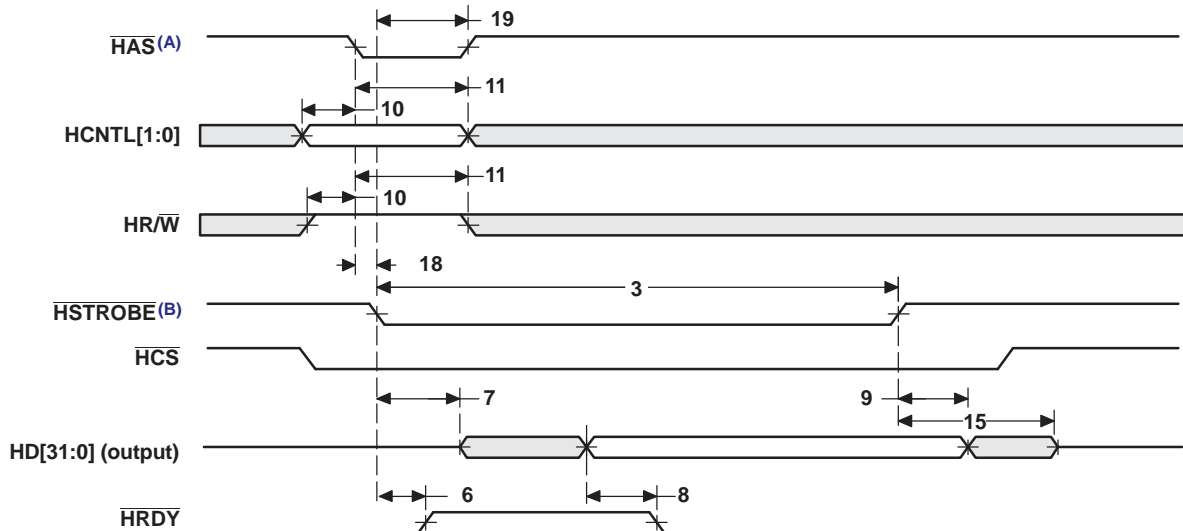 19
HAS(A)
11
10
HCNTL[1:0]
11
10
HR/W
18
3
HSTROBE(B)
HCS
7
9
15
HD[31:0] (output)
6
8
HRDY